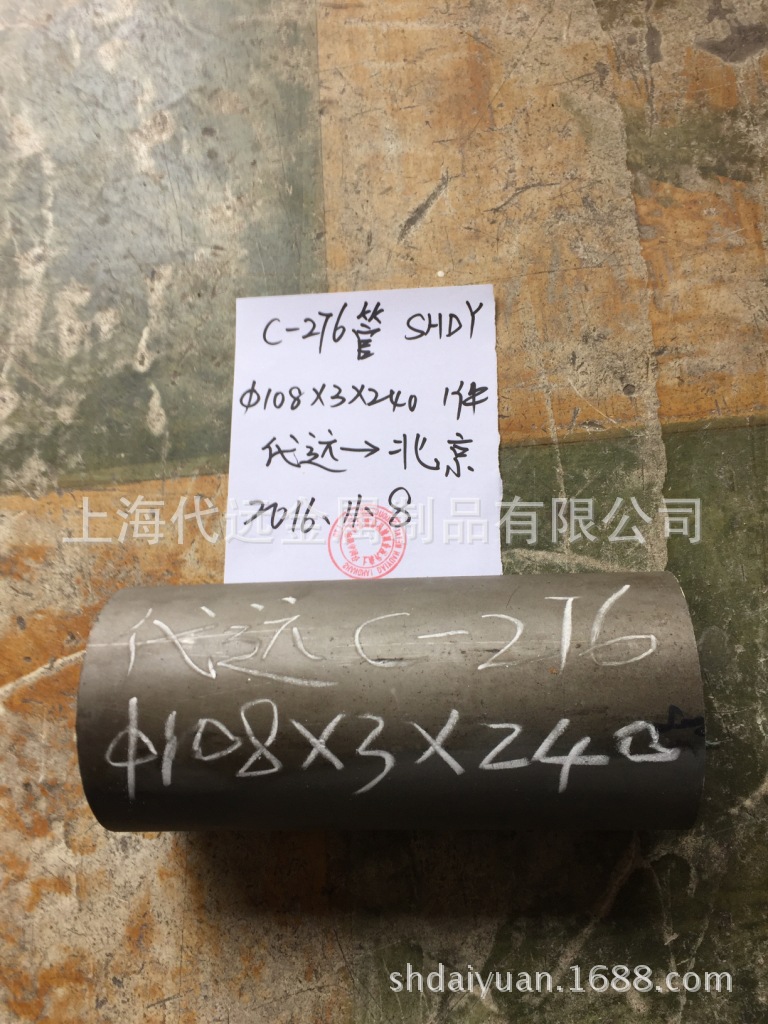 C-276管 SHDY
φ108×3×240 1件
代远→北京
2016、11、8
上海代远金属制品有限公司
代远 C-276
φ108×3×240
shdaiyuan.1688.com